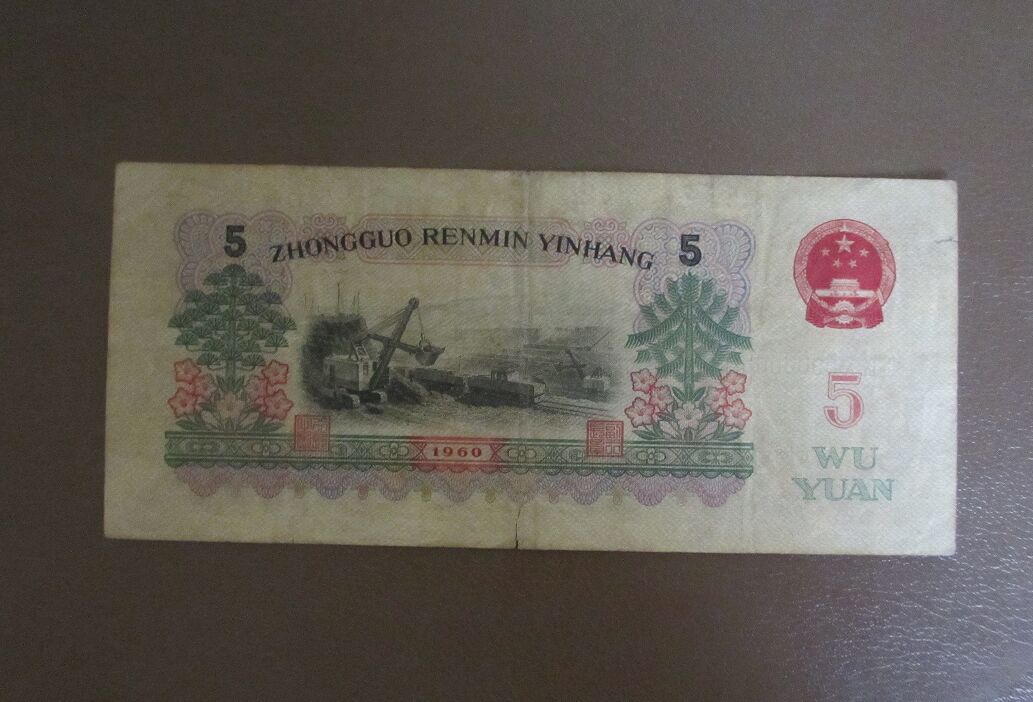 5 ZHONGGUO RENMIN YINHANG 5
5
1960
WU
YUAN